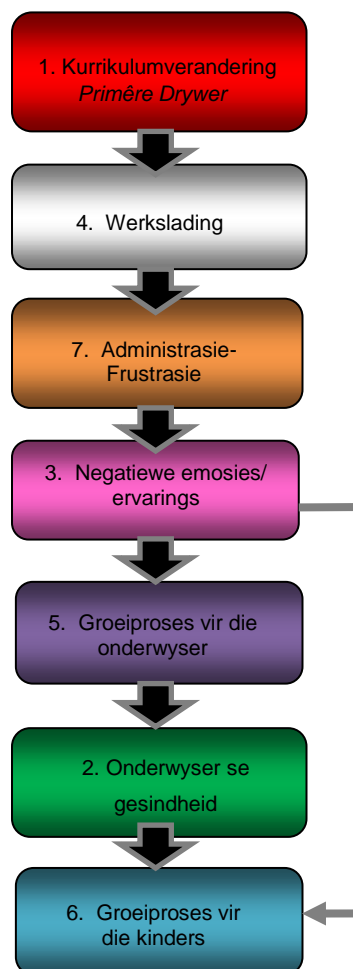 1. Kurrikulumverandering
Primêre Drywer
4. Werkslading
7. Administrasie-
Frustrasie
3. Negatiewe emosies/
ervarings
5. Groeiproses vir die
onderwyser
2. Onderwyser se
gesindheid
6. Groeiproses vir
die kinders